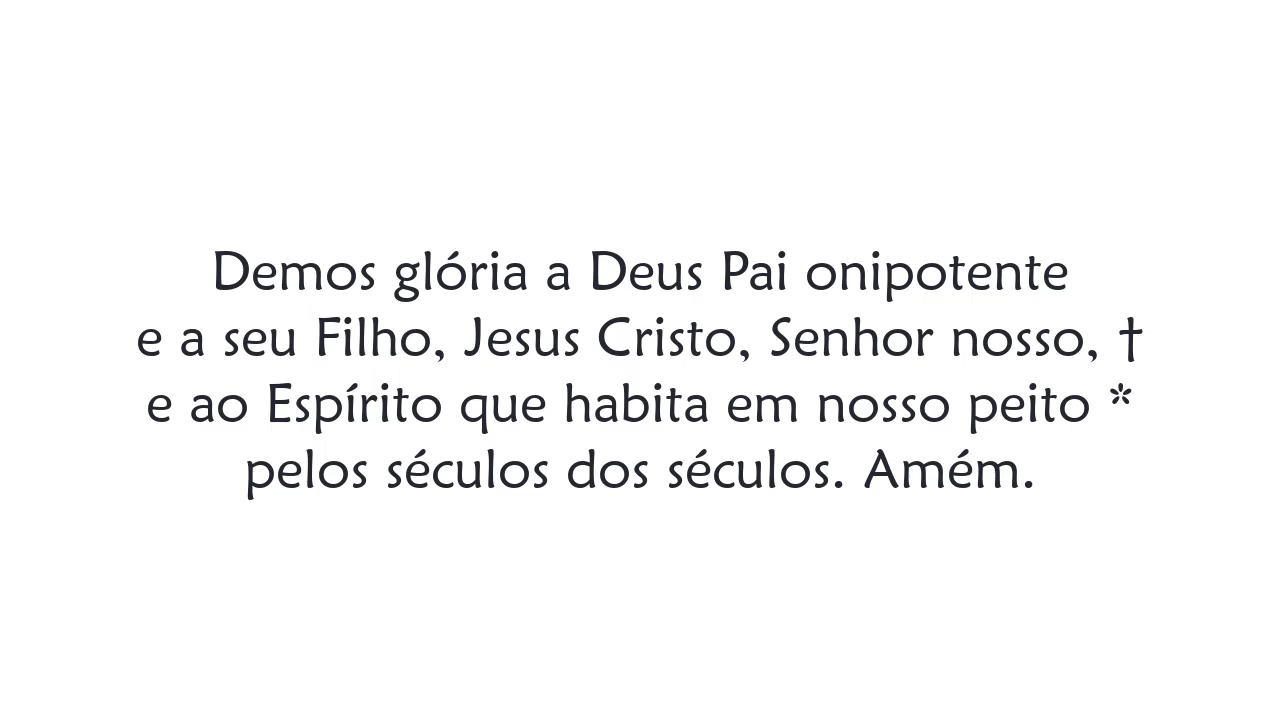 Demos glória a Deus Pai onipotente
e a seu Filho, Jesus Cristo, Senhor nosso, †
e ao Espírito que habita em nosso peito *
pelos séculos dos séculos. Amém.